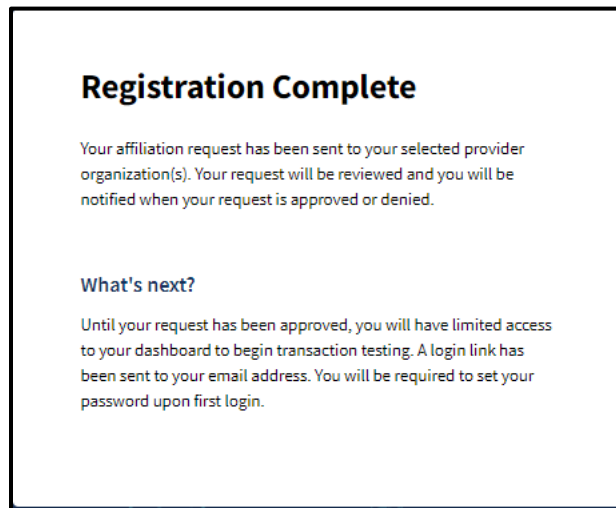 Registration Complete
Your affiliation request has been sent to your selected provider
organization(s). Your request will be reviewed and you will be
notified when your request is approved or denied.
What's next?
Until your request has been approved, you will have limited access
to your dashboard to begin transaction testing. A login link has
been sent to your email address. You will be required to set your
password upon first login.